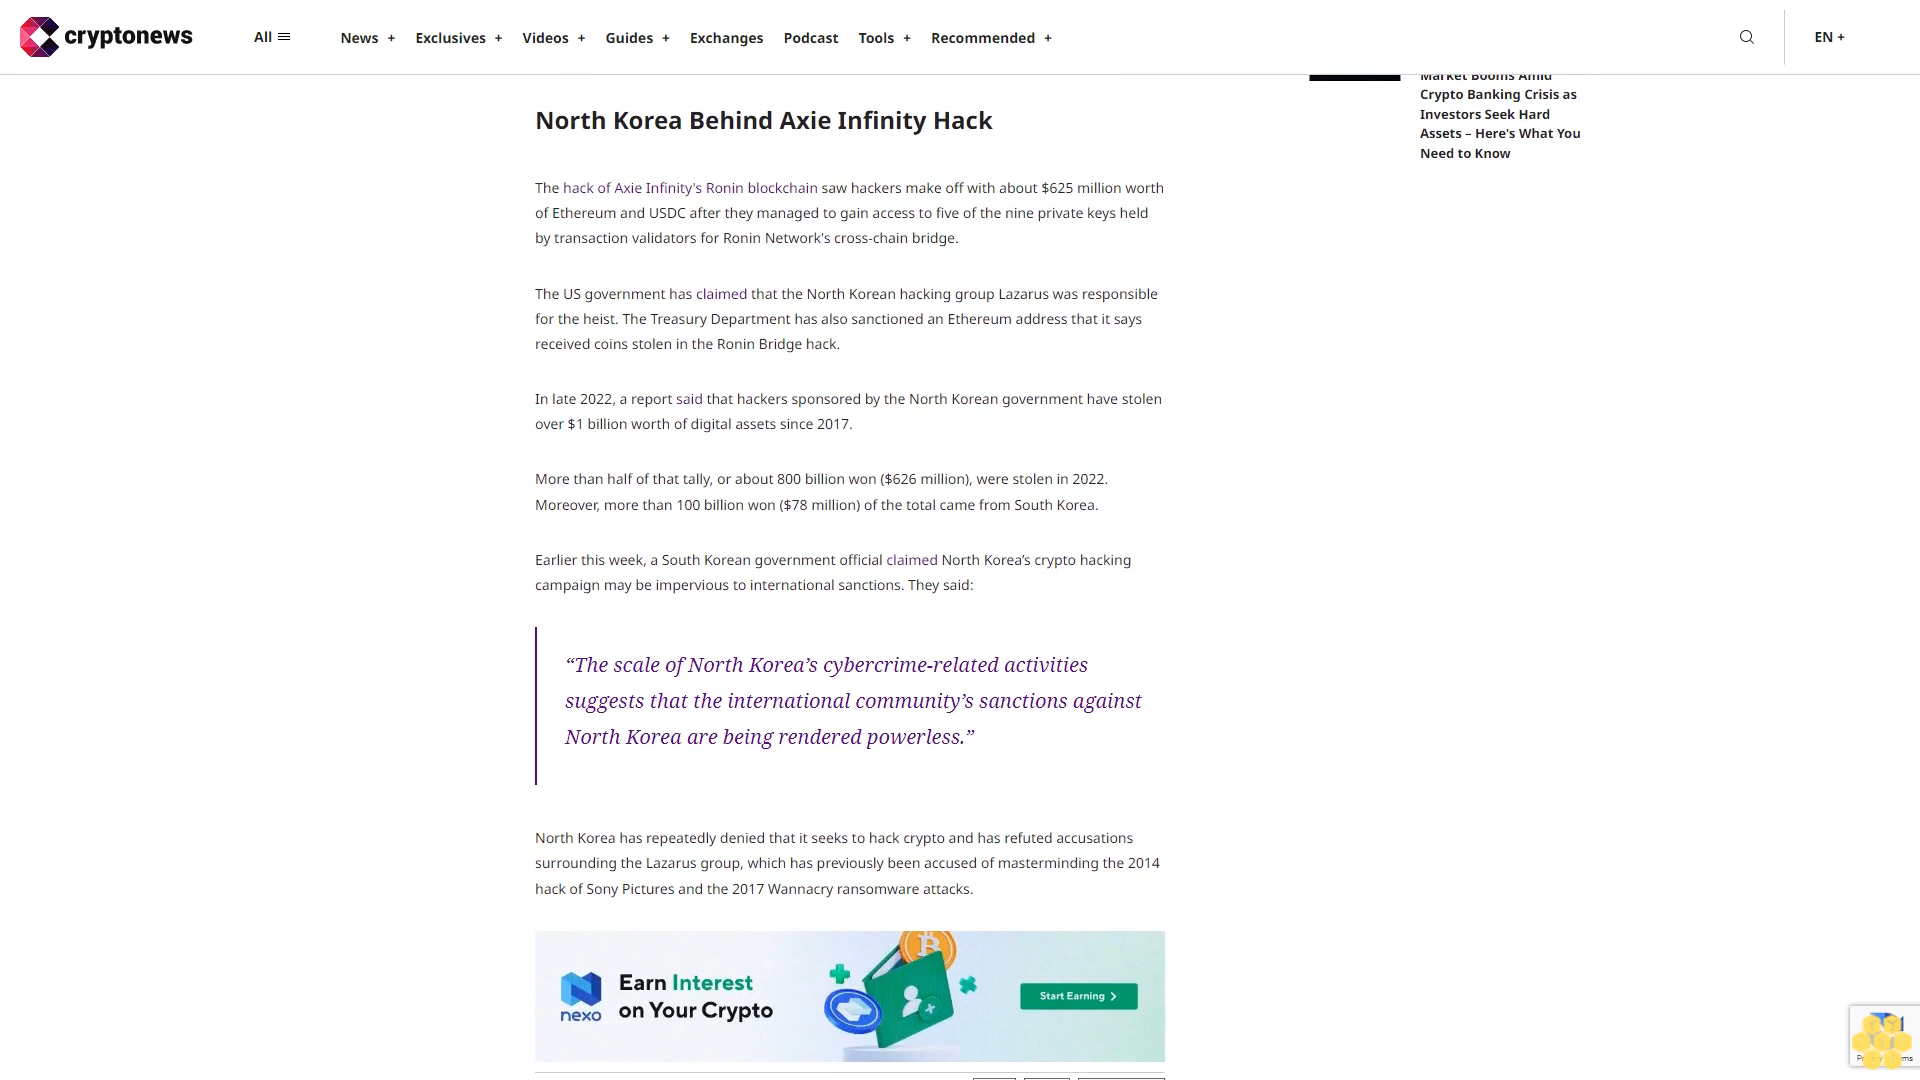 cryptonews
All
News +
Exclusives +
Videos +
Guides +
Exchanges
Podcast
Tools +
Recommended +
EN +
Market Booms Amid
Crypto Banking Crisis as
Investors Seek Hard
Assets – Here's What You
Need to Know
North Korea Behind Axie Infinity Hack
The hack of Axie Infinity's Ronin blockchain saw hackers make off with about $625 million worth
of Ethereum and USDC after they managed to gain access to five of the nine private keys held
by transaction validators for Ronin Network's cross-chain bridge.
The US government has claimed that the North Korean hacking group Lazarus was responsible
for the heist. The Treasury Department has also sanctioned an Ethereum address that it says
received coins stolen in the Ronin Bridge hack.
In late 2022, a report said that hackers sponsored by the North Korean government have stolen
over $1 billion worth of digital assets since 2017.
More than half of that tally, or about 800 billion won ($626 million), were stolen in 2022.
Moreover, more than 100 billion won ($78 million) of the total came from South Korea.
Earlier this week, a South Korean government official claimed North Korea’s crypto hacking
campaign may be impervious to international sanctions. They said:
“The scale of North Korea’s cybercrime-related activities
suggests that the international community’s sanctions against
North Korea are being rendered powerless.”
North Korea has repeatedly denied that it seeks to hack crypto and has refuted accusations
surrounding the Lazarus group, which has previously been accused of masterminding the 2014
hack of Sony Pictures and the 2017 Wannacry ransomware attacks.
nexo
Earn Interest
on Your Crypto
Start Earning